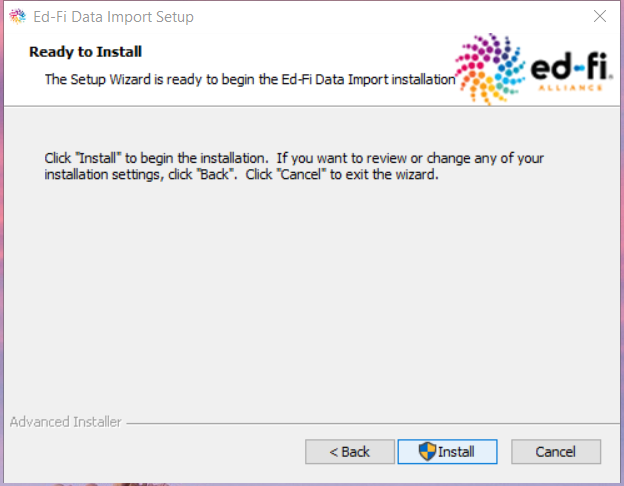 Ed-Fi Data Import Setup
Ready to Install
The Setup Wizard is ready to begin the Ed-Fi Data Import installation
ed-fi.
ALLIANCE
Click "Install" to begin the installation. If you want to review or change any of your
installation settings, click "Back". Click "Cancel" to exit the wizard.
Advanced Installer
< Back
Install
Cancel